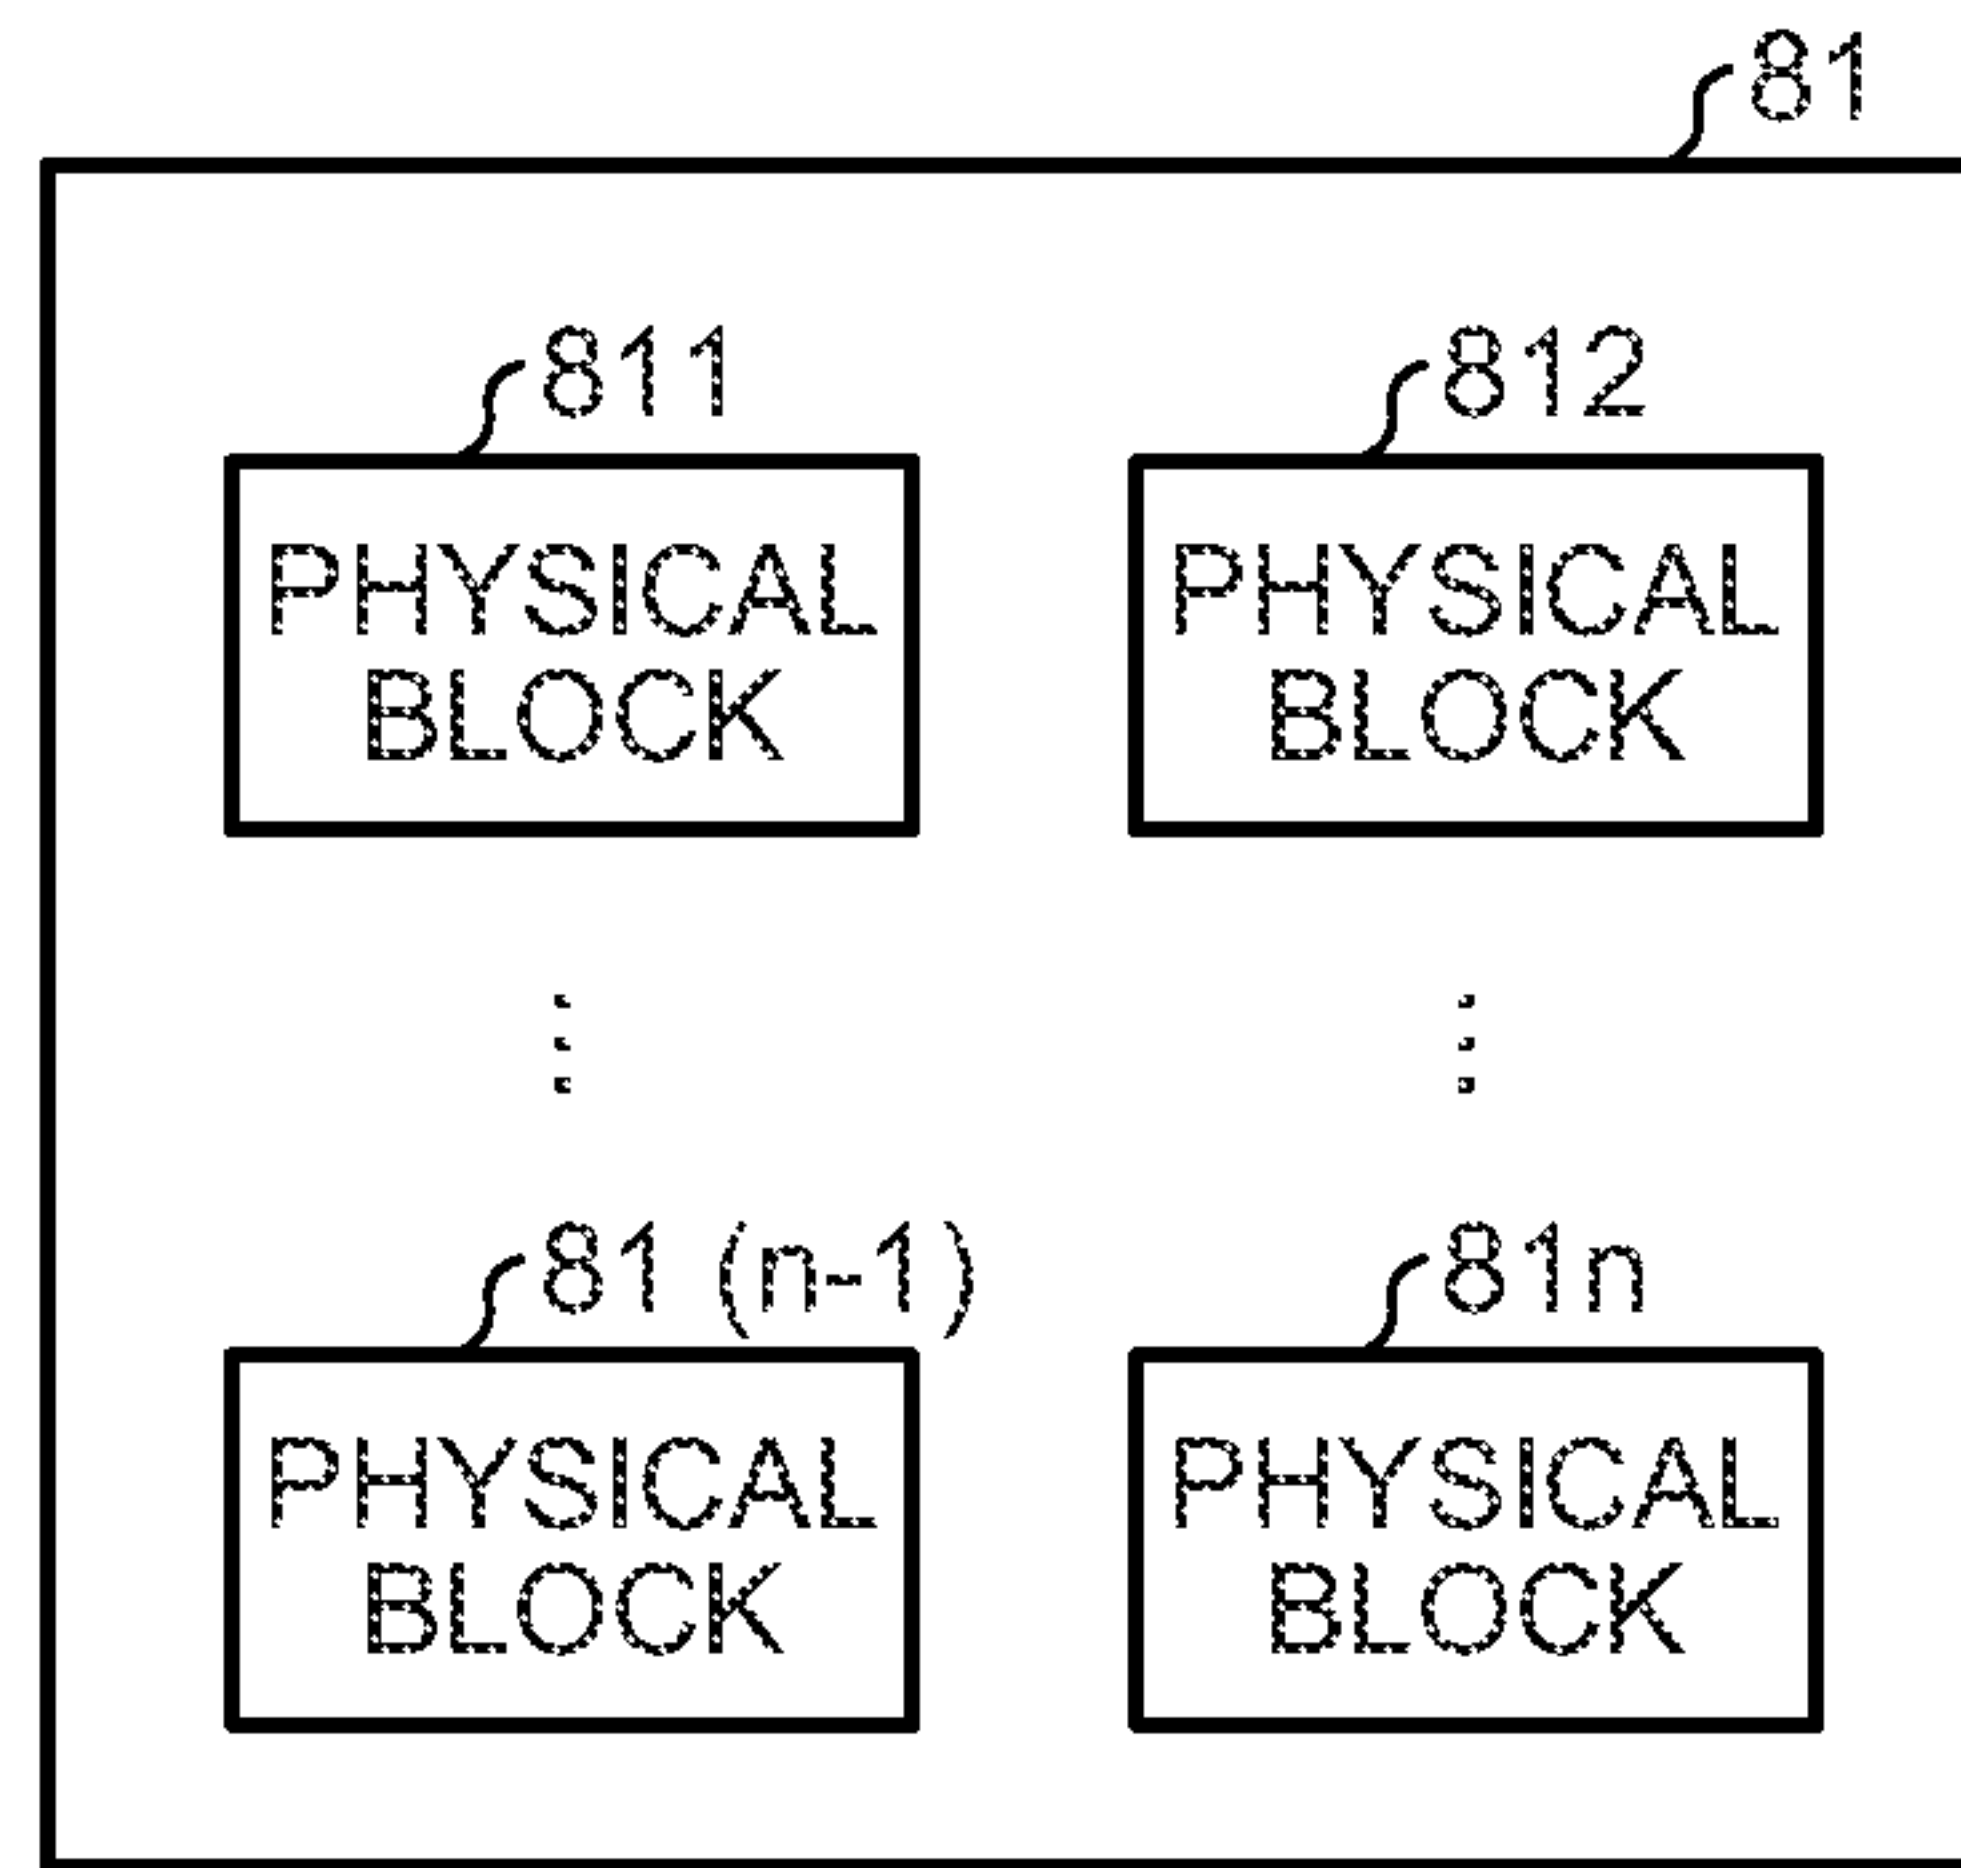 81
811
812
PHYSICAL
BLOCK
PHYSICAL
BLOCK
81 (n-1)
81n
PHYSICAL
BLOCK
PHYSICAL
BLOCK